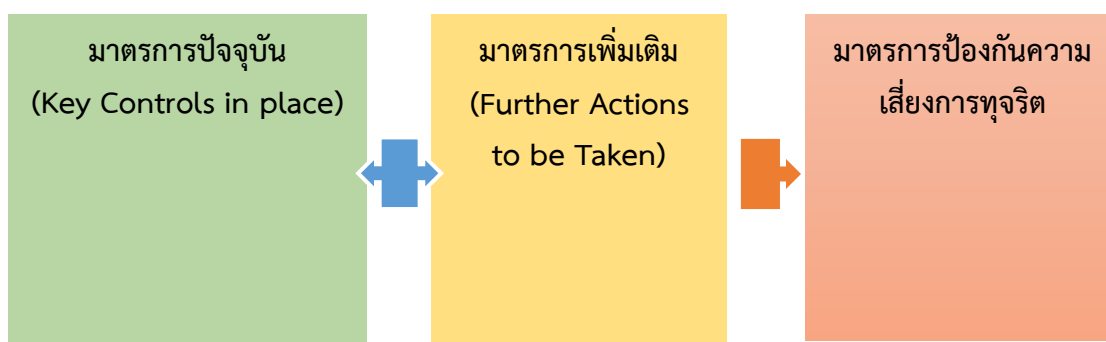 มาตรการปัจจุบัน
(Key Controls in place)
มาตรการเพิ่มเติม
(Further Actions
to be Taken)
มาตรการป้องกันความ
เสี่ยงการทุจริต